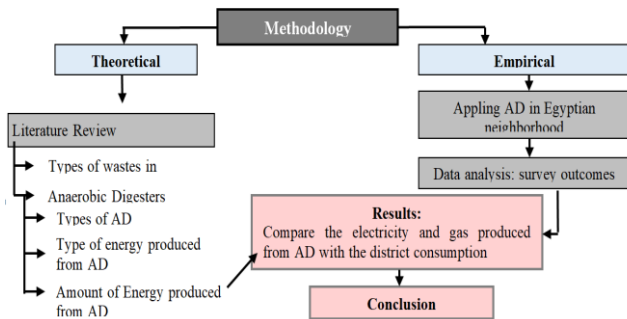 Methodology
Theoretical
Literature Review
Types of wastes in
Anaerobic Digesters
Types of AD
Type of energy produced
from AD
Amount of Energy produced
from AD
Empirical
Appling AD in Egyptian
neighborhood
Data analysis: survey outcomes
Results:
Compare the electricity and gas produced
from AD with the district consumption
Conclusion